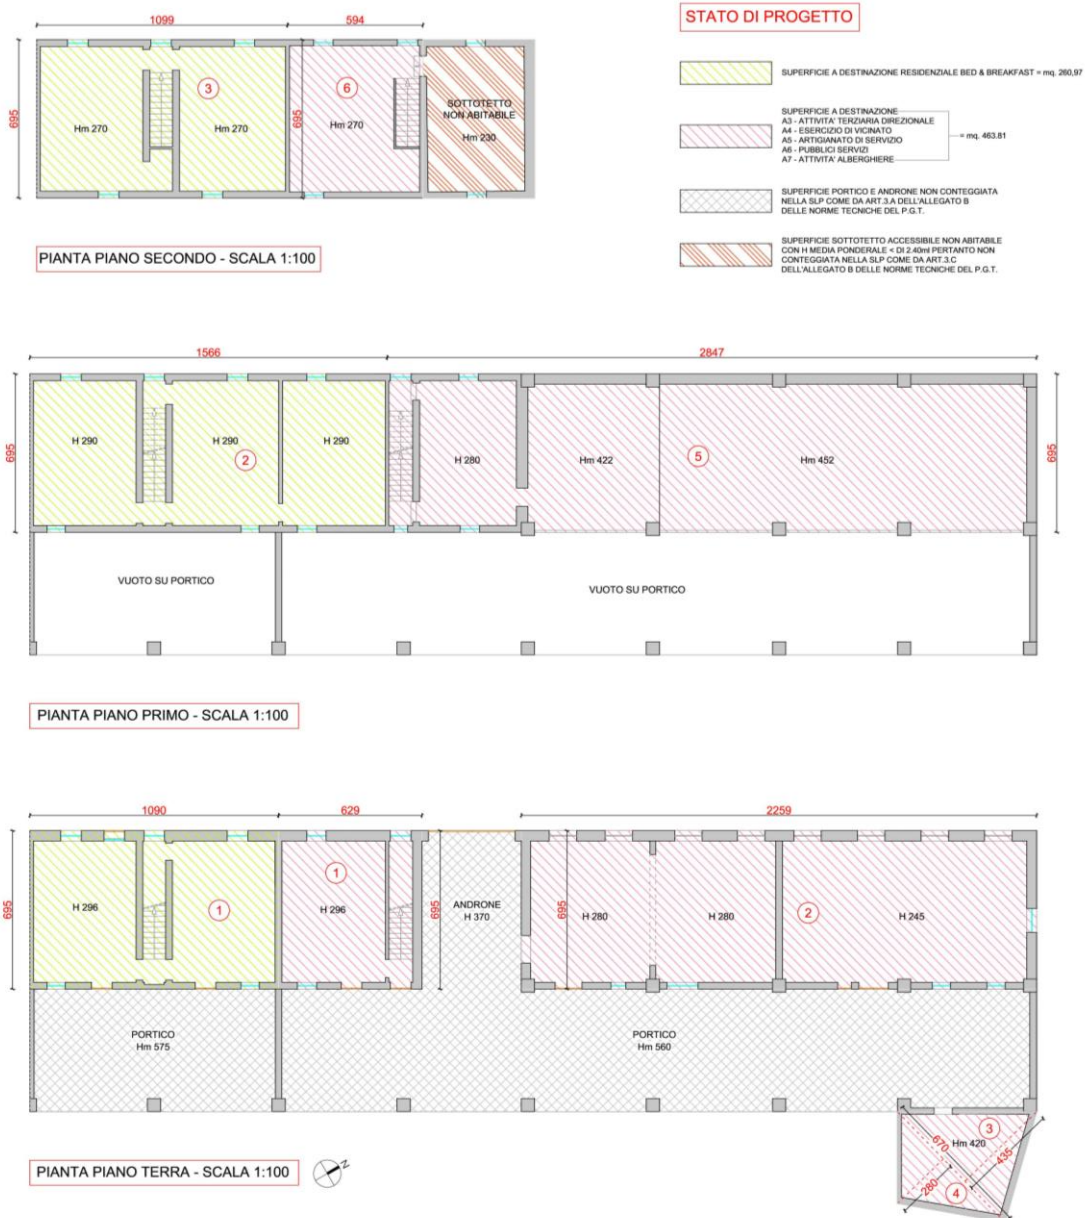 STATO DI PROGETTO
SUPERFICIE A DESTINAZIONE RESIDENZIALE BED & BREAKFAST = mq. 260,97
SUPERFICIE A DESTINAZIONE
A3 - ATTIVITA' TERZIARIA DIREZIONALE
A4 - ESERCIZIO DI VICINATO
A5 - ARTIGIANATO DI SERVIZIO
A6 - PUBBLICI SERVIZI
A7 - ATTIVITA' ALBERGHIERE
= mq. 463.81
SUPERFICIE PORTICO E ANDRONE NON CONTEGGIATA
NELLA SLP COME DA ART.3.A DELL'ALLEGATO B
DELLE NORME TECNICHE DEL P.G.T.
SUPERFICIE SOTTOTETTO ACCESSIBILE NON ABITABILE
CON H MEDIA PONDERALE < DI 2.40ml PERTANTO NON
CONTEGGIATA NELLA SLP COME DA ART.3.C
DELL'ALLEGATO B DELLE NORME TECNICHE DEL P.G.T.
1099
594
695
3
6
695
SOTTOTETTO
NON ABITABILE
Hm 270
Hm 270
Hm 270
Hm 230
PIANTA PIANO SECONDO - SCALA 1:100
1566
2847
695
H 290
H 290
2
H 290
H 280
Hm 422
5
Hm 452
695
VUOTO SU PORTICO
VUOTO SU PORTICO
PIANTA PIANO PRIMO - SCALA 1:100
1090
629
2259
695
H 296
1
1
H 296
695
ANDRONE
H 370
695
H 280
H 280
2
H 245
PORTICO
Hm 575
PORTICO
Hm 560
3
Hm 420
670
435
280
4
PIANTA PIANO TERRA - SCALA 1:100
N